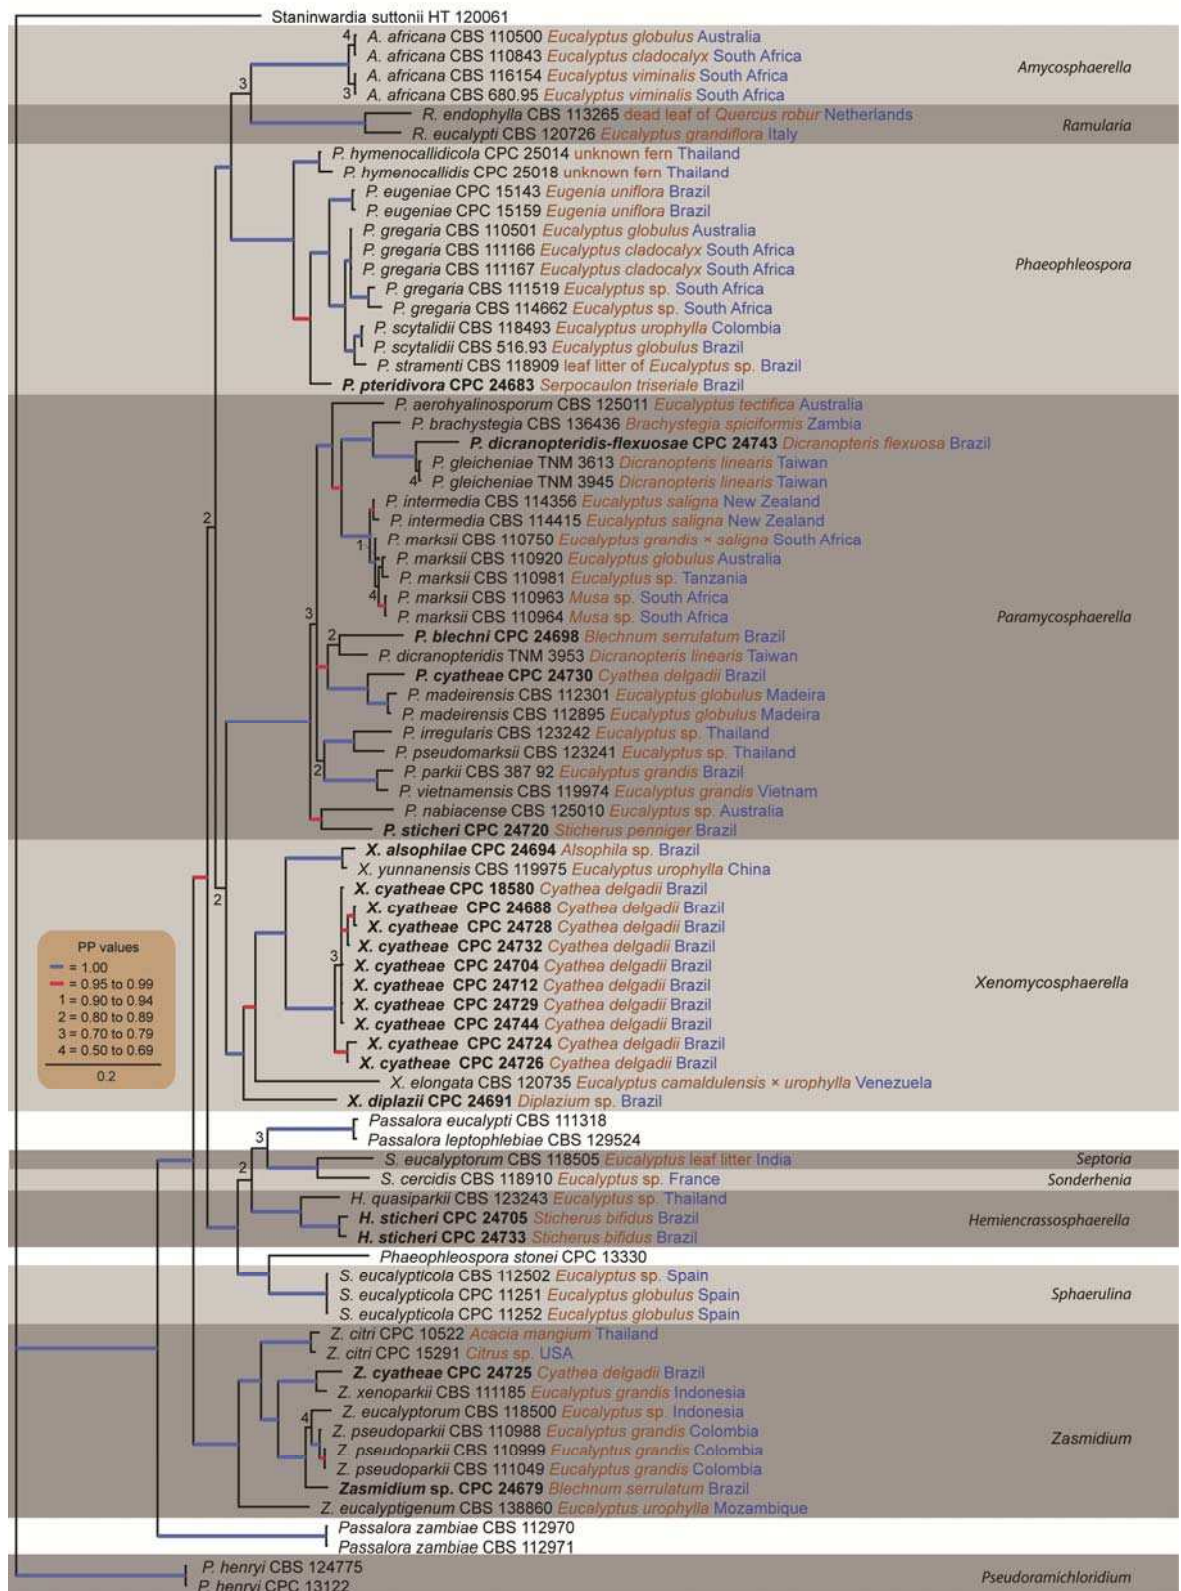 Staninwardia suttonii HT 120061
4 A. africana CBS 110500 Eucalyptus globulus Australia
A. africana CBS 110843 Eucalyptus cladocalyx South Africa
Amycosphaerella
A. africana CBS 116154 Eucalyptus viminalis South Africa
3
3 A. africana CBS 680.95 Eucalyptus viminalis South Africa
R. endophylla CBS 113265 dead leaf of Quercus robur Netherlands
Ramularia
R. eucalypti CBS 120726 Eucalyptus grandiflora Italy
P. hymenocallidicola CPC 25014 unknown fern Thailand
P. hymenocallidis CPC 25018 unknown fern Thailand
P. eugeniae CPC 15143 Eugenia uniflora Brazil
P. eugeniae CPC 15159 Eugenia uniflora Brazil
P. gregaria CBS 110501 Eucalyptus globulus Australia
P. gregaria CBS 111166 Eucalyptus cladocalyx South Africa
Phaeophleospora
P. gregaria CBS 111167 Eucalyptus cladocalyx South Africa
P. gregaria CBS 111519 Eucalyptus sp. South Africa
P. gregaria CBS 114662 Eucalyptus sp. South Africa
P. scytalidii CBS 118493 Eucalyptus urophylla Colombia
P. scytalidii CBS 516.93 Eucalyptus globulus Brazil
P. stramenti CBS 118909 leaf litter of Eucalyptus sp. Brazil
P. pteridivora CPC 24683 Serpocaulon triseriale Brazil
P. aerohyalinosporum CBS 125011 Eucalyptus tectifica Australia
P. brachystegia CBS 136436 Brachystegia spiciformis Zambia
P. dicranopteridis-flexuosae CPC 24743 Dicranopteris flexuosa Brazil
P. gleicheniae TNM 3613 Dicranopteris linearis Taiwan
4 P. gleicheniae TNM 3945 Dicranopteris linearis Taiwan
P. intermedia CBS 114356 Eucalyptus saligna New Zealand
2
P. intermedia CBS 114415 Eucalyptus saligna New Zealand
1 P. marksii CBS 110750 Eucalyptus grandis × saligna South Africa
P. marksii CBS 110920 Eucalyptus globulus Australia
P. marksii CBS 110981 Eucalyptus sp. Tanzania
4 P. marksii CBS 110963 Musa sp. South Africa
3
P. marksii CBS 110964 Musa sp. South Africa
Paramycosphaerella
2 P. blechni CPC 24698 Blechnum serrulatum Brazil
P. dicranopteridis TNM 3953 Dicranopteris linearis Taiwan
P. cyatheae CPC 24730 Cyathea delgadii Brazil
P. madeirensis CBS 112301 Eucalyptus globulus Madeira
P. madeirensis CBS 112895 Eucalyptus globulus Madeira
P. irregularis CBS 123242 Eucalyptus sp. Thailand
P. pseudomarksii CBS 123241 Eucalyptus sp. Thailand
2
P. parkii CBS 387 92 Eucalyptus grandis Brazil
P. vietnamensis CBS 119974 Eucalyptus grandis Vietnam
P. nabiacense CBS 125010 Eucalyptus sp. Australia
P. sticheri CPC 24720 Sticherus penniger Brazil
X. alsophilae CPC 24694 Alsophila sp. Brazil
X. yunnanensis CBS 119975 Eucalyptus urophylla China
X. cyatheae CPC 18580 Cyathea delgadii Brazil
2
X. cyatheae CPC 24688 Cyathea delgadii Brazil
X. cyatheae CPC 24728 Cyathea delgadii Brazil
X. cyatheae CPC 24732 Cyathea delgadii Brazil
3
X. cyatheae CPC 24704 Cyathea delgadii Brazil
X. cyatheae CPC 24712 Cyathea delgadii Brazil
Xenomycosphaerella
X. cyatheae CPC 24729 Cyathea delgadii Brazil
X. cyatheae CPC 24744 Cyathea delgadii Brazil
X. cyatheae CPC 24724 Cyathea delgadii Brazil
X. cyatheae CPC 24726 Cyathea delgadii Brazil
X. elongata CBS 120735 Eucalyptus camaldulensis × urophylla Venezuela
X. diplazii CPC 24691 Diplazium sp. Brazil
PP values
= 1.00
= 0.95 to 0.99
1 = 0.90 to 0.94
2 = 0.80 to 0.89
3 = 0.70 to 0.79
4 = 0.50 to 0.69
0.2
Passalora eucalypti CBS 111318
3
Passalora leptophlebiae CBS 129524
S. eucalyptorum CBS 118505 Eucalyptus leaf litter India
Septoria
2
S. cercidis CBS 118910 Eucalyptus sp. France
Sonderhenia
H. quasiparkii CBS 123243 Eucalyptus sp. Thailand
H. sticheri CPC 24705 Sticherus bifidus Brazil
Hemiencrassosphaerella
H. sticheri CPC 24733 Sticherus bifidus Brazil
Phaeophleospora stonei CPC 13330
S. eucalypticola CBS 112502 Eucalyptus sp. Spain
S. eucalypticola CPC 11251 Eucalyptus globulus Spain
Sphaerulina
S. eucalypticola CPC 11252 Eucalyptus globulus Spain
Z. citri CPC 10522 Acacia mangium Thailand
Z. citri CPC 15291 Citrus sp. USA
Z. cyatheae CPC 24725 Cyathea delgadii Brazil
Z. xenoparkii CBS 111185 Eucalyptus grandis Indonesia
4 Z. eucalyptorum CBS 118500 Eucalyptus sp. Indonesia
Z. pseudoparkii CBS 110988 Eucalyptus grandis Colombia
Zasmidium
Z. pseudoparkii CBS 110999 Eucalyptus grandis Colombia
Z. pseudoparkii CBS 111049 Eucalyptus grandis Colombia
Zasmidium sp. CPC 24679 Blechnum serrulatum Brazil
Z. eucalyptigenum CBS 138860 Eucalyptus urophylla Mozambique
Passalora zambiae CBS 112970
Passalora zambiae CBS 112971
P. henryi CBS 124775
Pseudoramichloridium
P. henryi CPC 13122